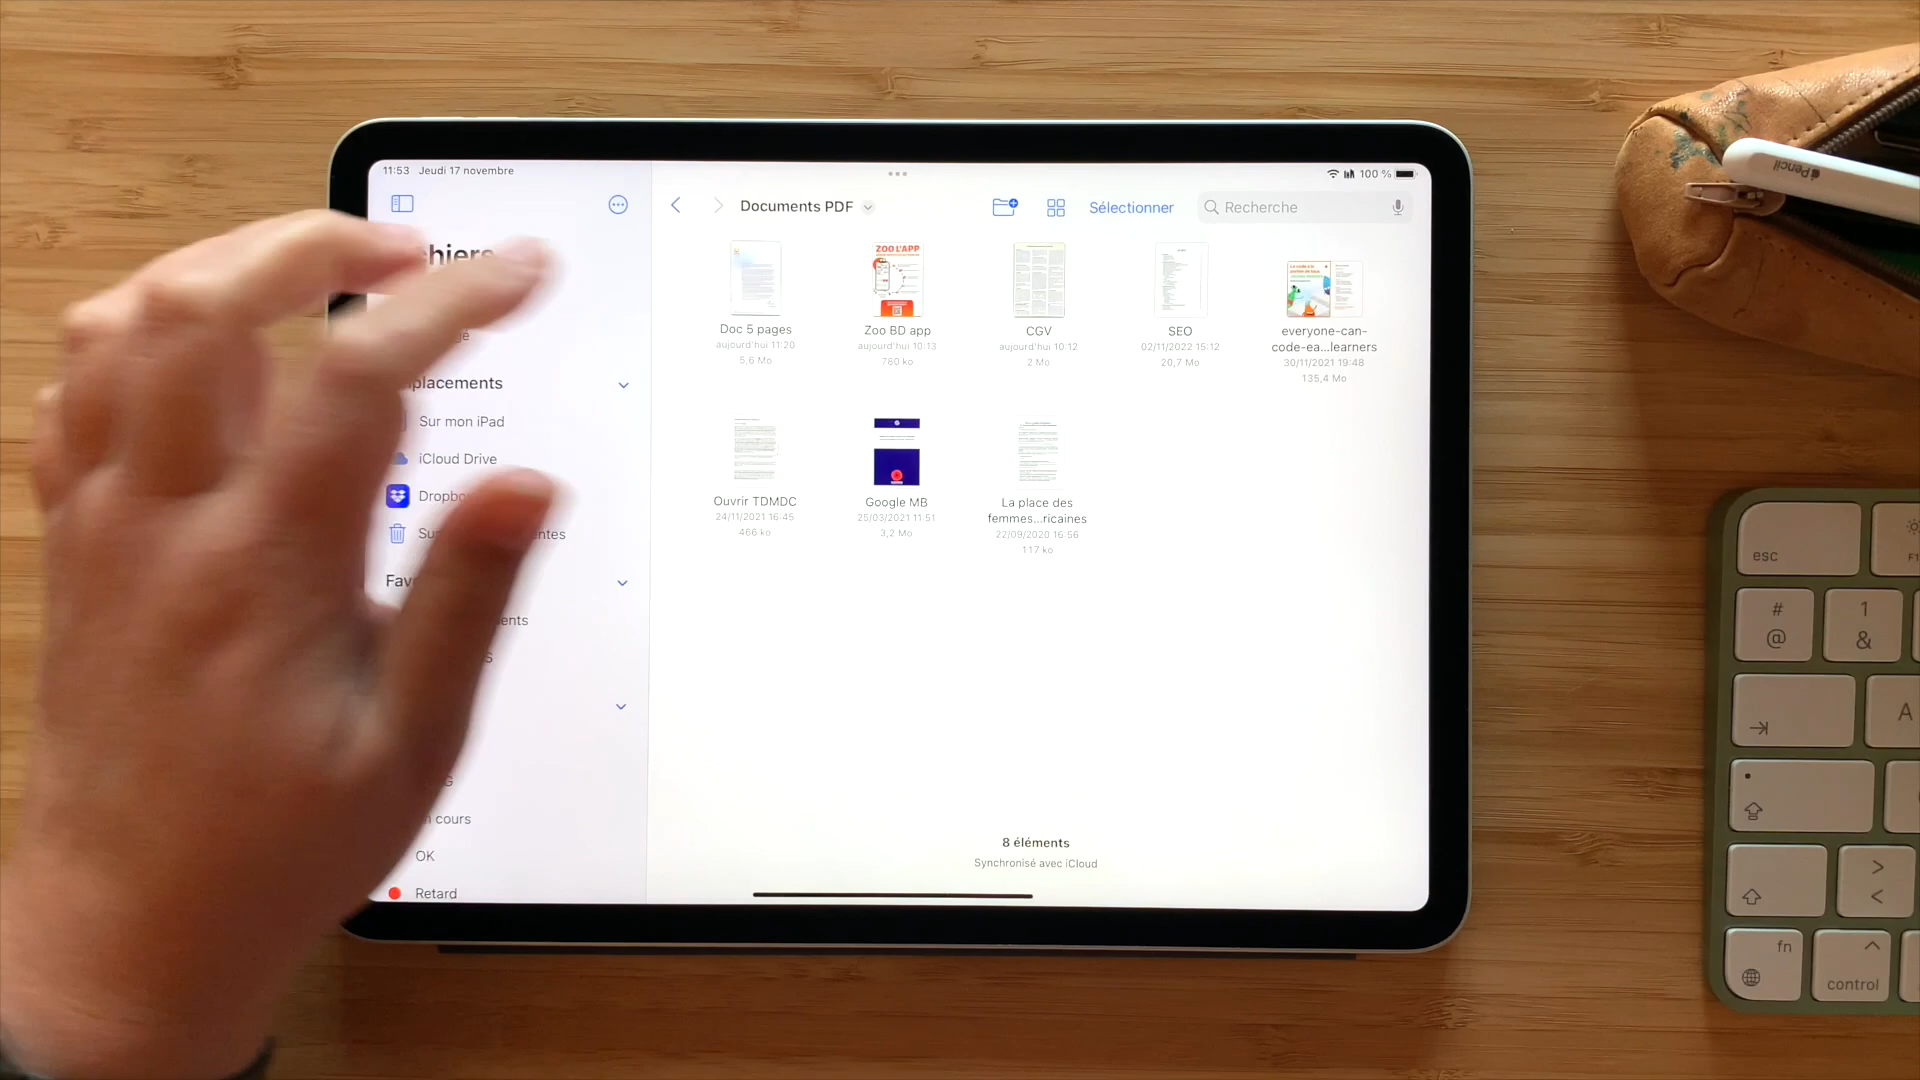 11:53 Jeudi 17 novembre
100 %
Documents PDF
Sélectionner
Recherche
Emplacements
Sur mon iPad
iCloud Drive
Dropbox
cours
OK
Retard
ZOO L'APP
Doc 5 pages
aujourd'hui 11:20
5,6 Mo
Zoo BD app
aujourd'hui 10:13
780 ko
CGV
aujourd'hui 10:12
2 Mo
SEO
02/11/2022 15:12
20,7 Mo
everyone-can-
code-ea...learners
30/11/2021 19:48
135,4 Mo
Ouvrir TDMDC
24/11/2021 16:45
466 ko
Google MB
25/03/2021 11:51
3,2 Mo
La place des
femmes...ricaines
22/09/2020 16:56
117 ko
8 éléments
Synchronisé avec iCloud
Pencil
esc
F1
# 1
@ &
A
>
<
fn
control